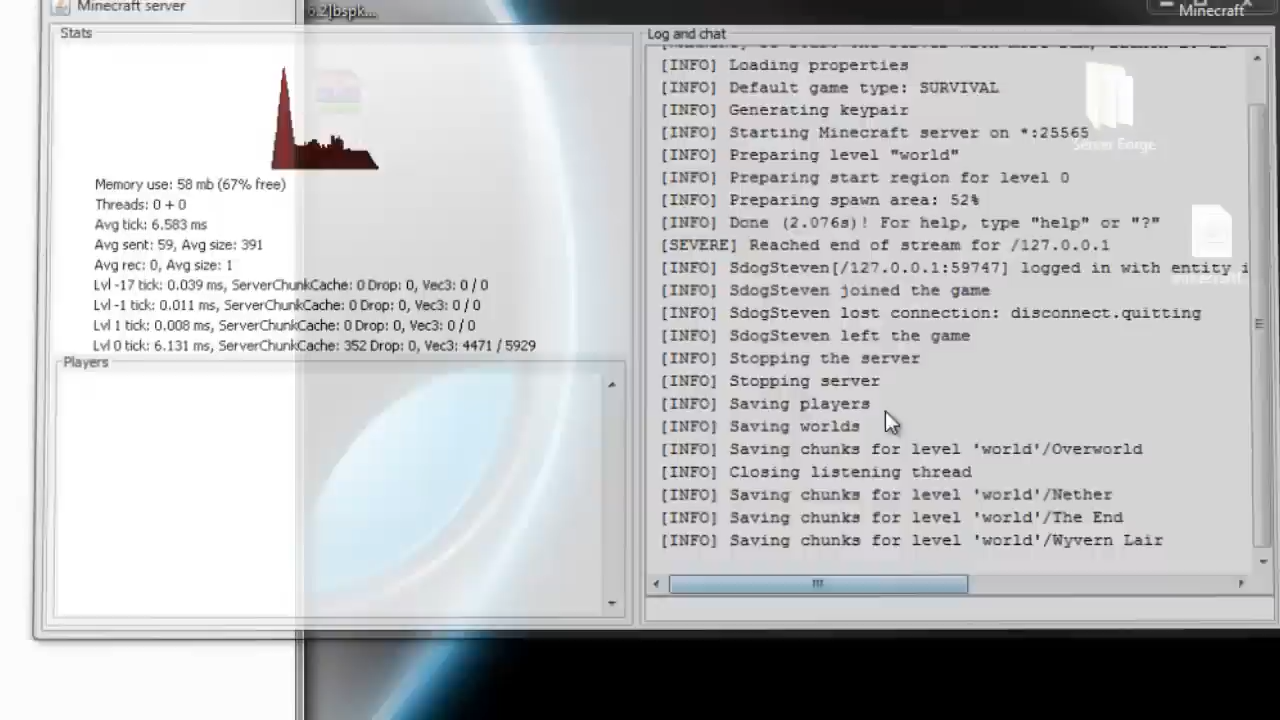 Minecraft server
6.2]bspk...
Minecraft
Stats
Memory use: 58 mb (67% free)
Threads: 0 + 0
Avg tick: 6.583 ms
Avg sent: 59, Avg size: 391
Avg rec: 0, Avg size: 1
Lvl -17 tick: 0.039 ms, ServerChunkCache: 0 Drop: 0, Vec3: 0 / 0
Lvl -1 tick: 0.011 ms, ServerChunkCache: 0 Drop: 0, Vec3: 0 / 0
Lvl 1 tick: 0.008 ms, ServerChunkCache: 0 Drop: 0, Vec3: 0 / 0
Lvl 0 tick: 6.131 ms, ServerChunkCache: 352 Drop: 0, Vec3: 4471 / 5929
Players
Log and chat
[INFO] Loading properties
[INFO] Default game type: SURVIVAL
[INFO] Generating keypair
[INFO] Starting Minecraft server on *:25565
[INFO] Preparing level "world"
[INFO] Preparing start region for level 0
[INFO] Preparing spawn area: 52%
[INFO] Done (2.076s)! For help, type "help" or "?"
[SEVERE] Reached end of stream for /127.0.0.1
[INFO] SdogSteven[/127.0.0.1:59747] logged in with entity i
[INFO] SdogSteven joined the game
[INFO] SdogSteven lost connection: disconnect.quitting
[INFO] SdogSteven left the game
[INFO] Stopping the server
[INFO] Stopping server
[INFO] Saving players
[INFO] Saving worlds
[INFO] Saving chunks for level 'world'/Overworld
[INFO] Closing listening thread
[INFO] Saving chunks for level 'world'/Nether
[INFO] Saving chunks for level 'world'/The End
[INFO] Saving chunks for level 'world'/Wyvern Lair
Server Forge